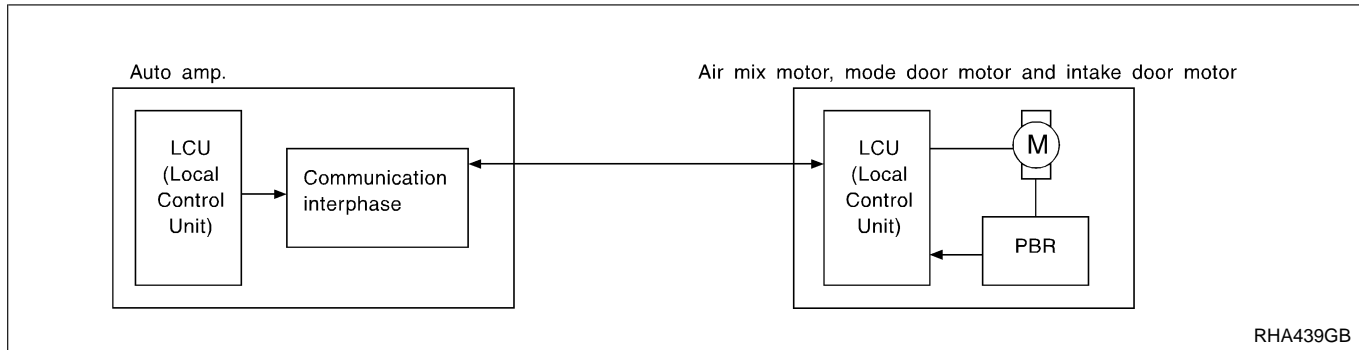 Auto amp.
Air mix motor, mode door motor and intake door motor
LCU
(Local
Control
Unit)
Communication
interphase
LCU
(Local
Control
Unit)
M
PBR
RHA439GB